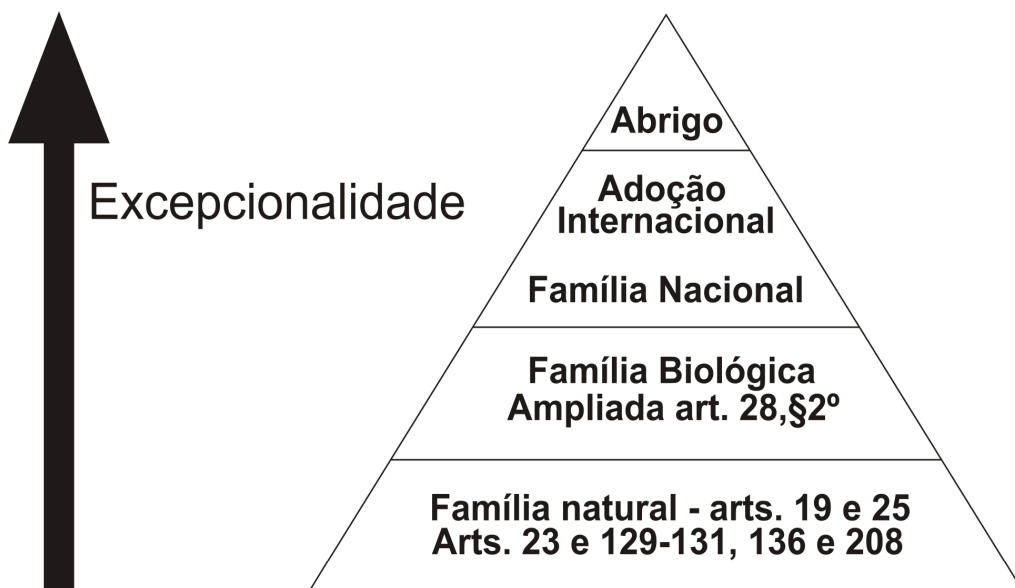 Abrigo
Excepcionalidade
Adoção
Internacional
Família Nacional
Família Biológica
Ampliada art. 28,§2º
Família natural - arts. 19 e 25
Arts. 23 e 129-131, 136 e 208